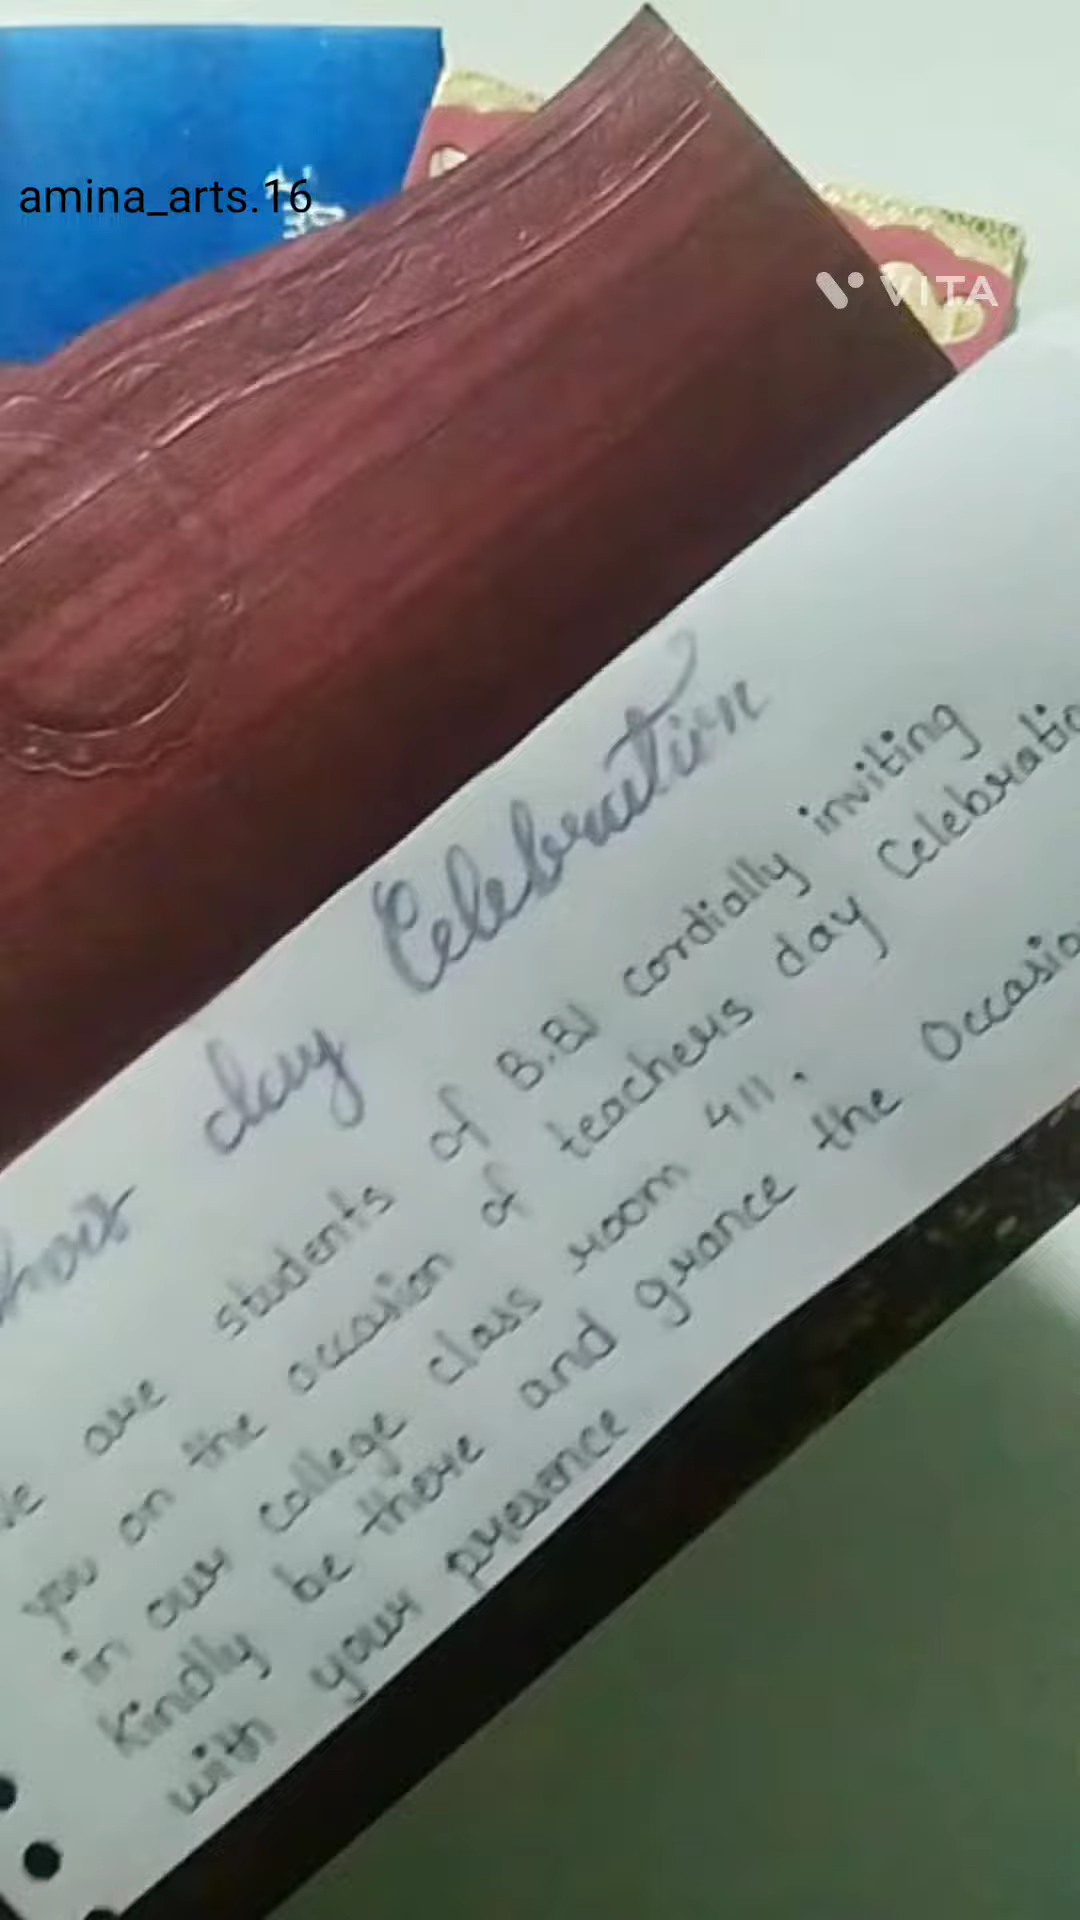 amina_arts.16
VITA
day Celebration
are students of B.B.A cordially inviting
you on the occasion of teachers day Celebratio
in our college class room 411.
Kindly be there and grance the Occasio
with your presence